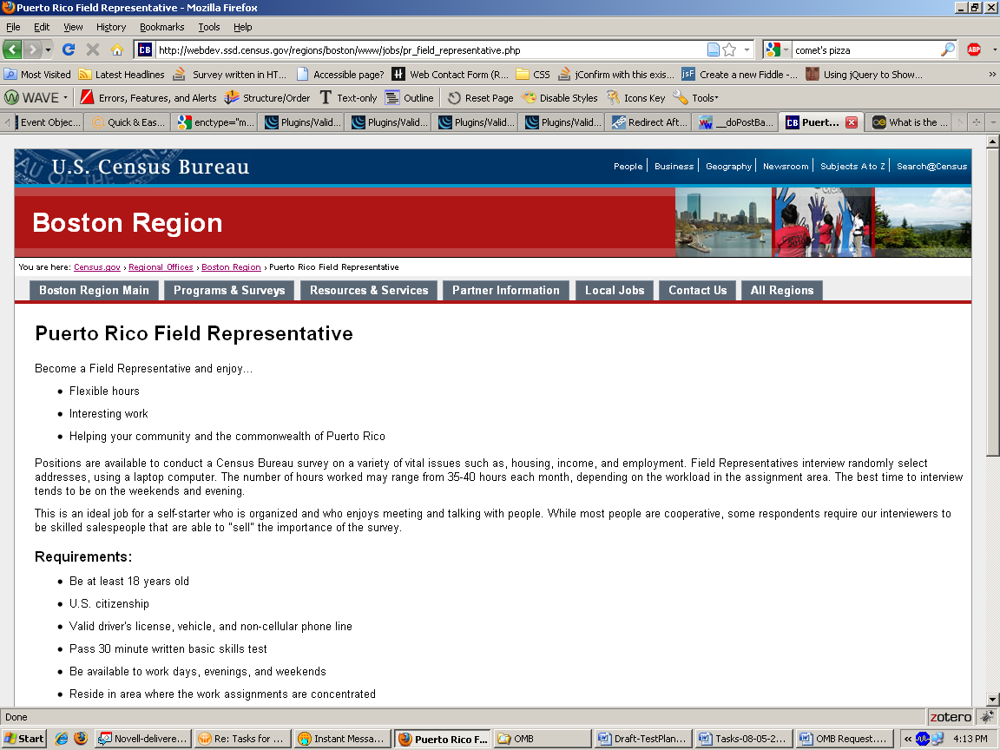 Puerto Rico Field Representative - Mozilla Firefox
File Edit View History Bookmarks Tools Help
CB http://webdev.ssd.census.gov/regions/boston/www/jobs/pr_field_representative.php comet's pizza ABP
Most Visited Latest Headlines Survey written in HT... Accessible page? H Web Contact Form (R... CSS jConfirm with this exis... jsF Create a new Fiddle -... Using jQuery to Show... »
WAVE Errors, Features, and Alerts Structure/Order Text-only Outline Reset Page Disable Styles Icons Key Tools
Event Objec... Quick & Eas... enctype="m... Plugins/Valid... Plugins/Valid... Plugins/Valid... Plugins/Valid... Redirect Aft... __doPostBa... CB Puert... What is the ...
U.S. Census Bureau People Business Geography Newsroom Subjects A to Z Search@Census
Boston Region
You are here: Census.gov › Regional Offices › Boston Region › Puerto Rico Field Representative
Boston Region Main Programs & Surveys Resources & Services Partner Information Local Jobs Contact Us All Regions
Puerto Rico Field Representative
Become a Field Representative and enjoy...
• Flexible hours
• Interesting work
• Helping your community and the commonwealth of Puerto Rico
Positions are available to conduct a Census Bureau survey on a variety of vital issues such as, housing, income, and employment. Field Representatives interview randomly select
addresses, using a laptop computer. The number of hours worked may range from 35-40 hours each month, depending on the workload in the assignment area. The best time to interview
tends to be on the weekends and evening.
This is an ideal job for a self-starter who is organized and who enjoys meeting and talking with people. While most people are cooperative, some respondents require our interviewers to
be skilled salespeople that are able to "sell" the importance of the survey.
Requirements:
• Be at least 18 years old
• U.S. citizenship
• Valid driver's license, vehicle, and non-cellular phone line
• Pass 30 minute written basic skills test
• Be available to work days, evenings, and weekends
• Reside in area where the work assignments are concentrated
Done zotero
Start Novell-delivere... Re: Tasks for ... Instant Messa... Puerto Rico F... OMB Draft-TestPlan... Tasks-08-05-2... OMB Request.... « 4:13 PM